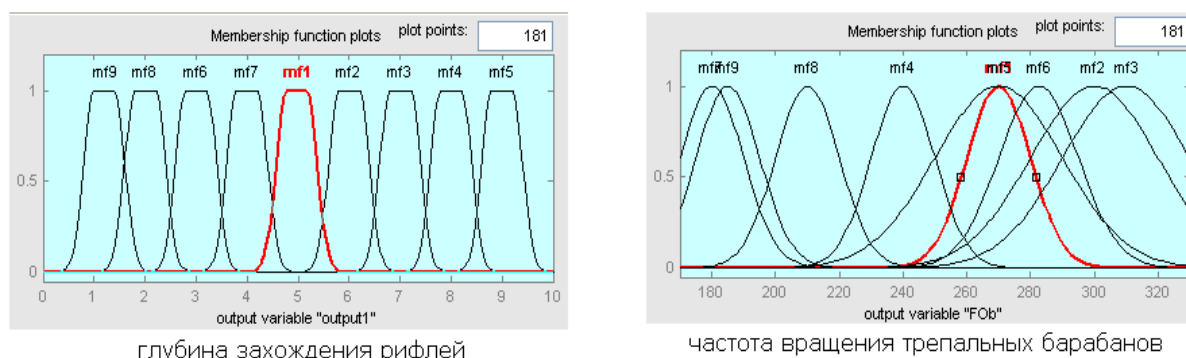 Membership function plots plot points: 181
mf9 mf8 mf6 mf7 mf1 mf2 mf3 mf4 mf5
1
0.5
0
0 1 2 3 4 5 6 7 8 9 10
output variable "output1"
глубина захождения рифлей
Membership function plots plot points: 181
mf9 mf8 mf4 mf6 mf2 mf3
1
0.5
0
180 200 220 240 260 280 300 320
output variable "FOb"
частота вращения трепальных барабанов